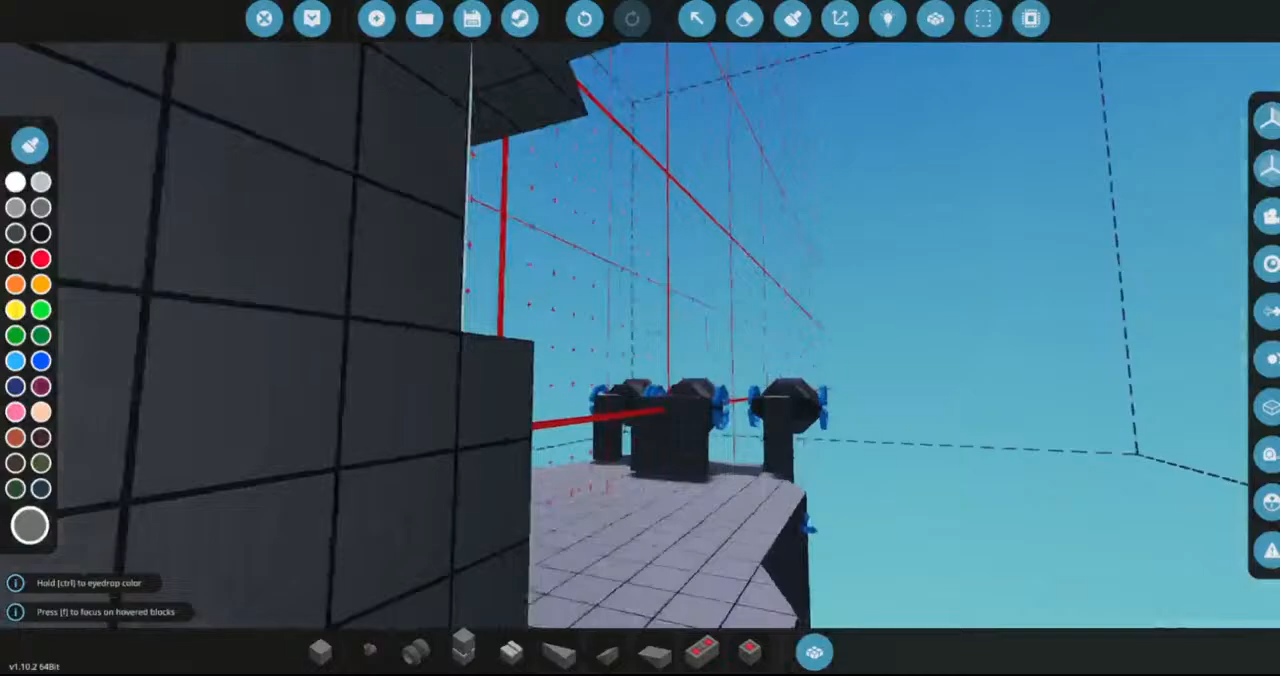 Hold [ctrl] to eyedrop color
Press [f] to focus on hovered blocks
v1.10.2 64Bit